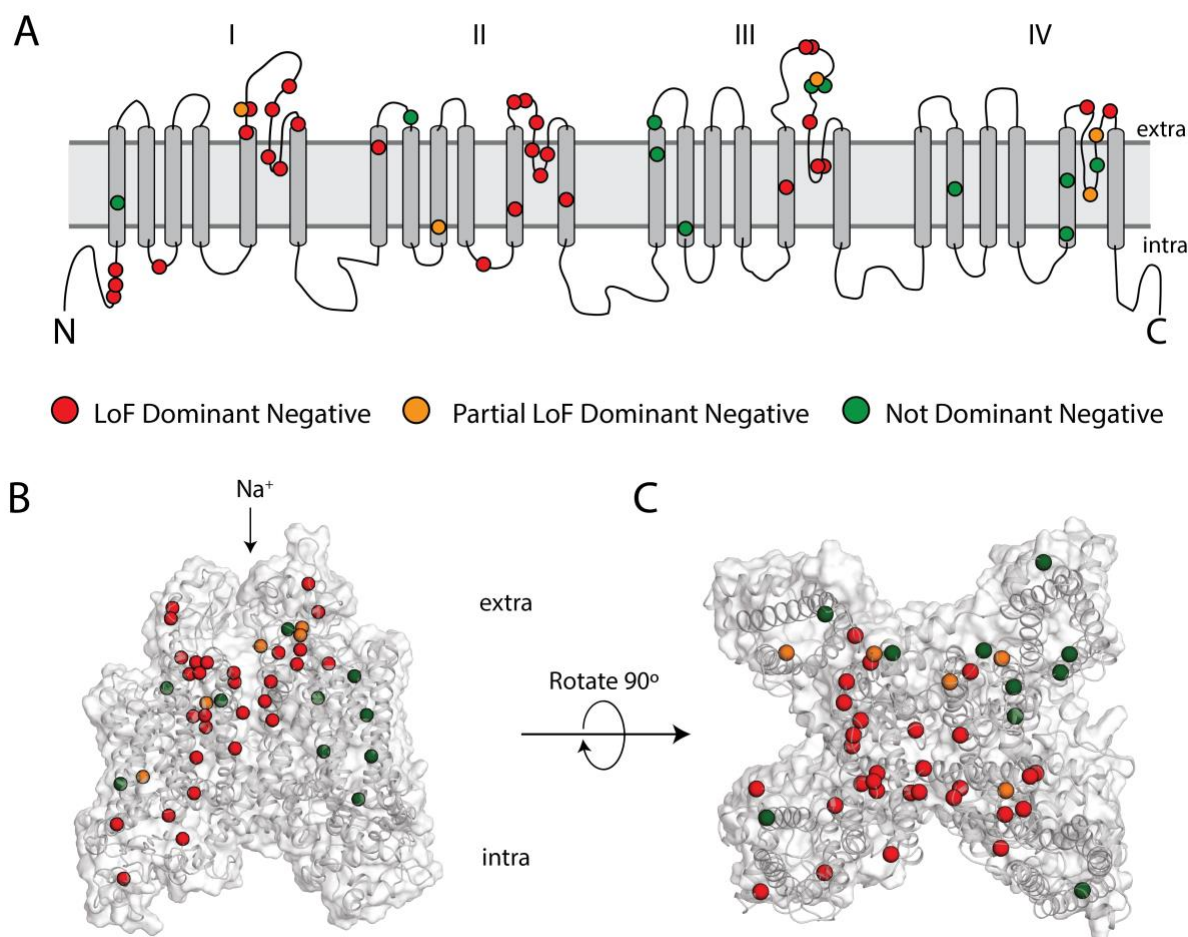 A
I II III IV
extra
intra
N C
LoF Dominant Negative Partial LoF Dominant Negative Not Dominant Negative
B Na⁺ C
extra
Rotate 90º
intra